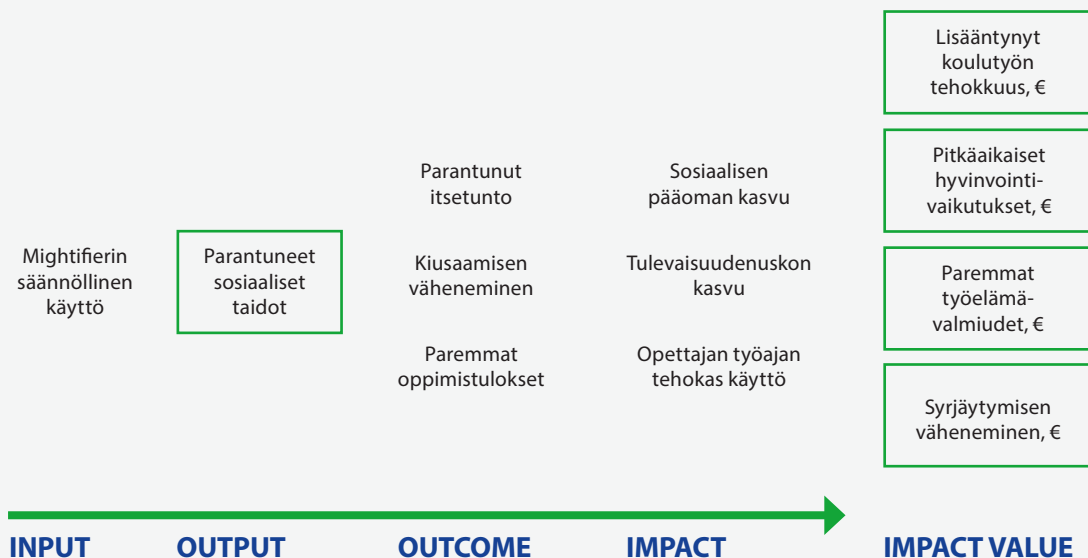 Mightifierin
säännöllinen
käyttö
Parantuneet
sosiaaliset
taidot
Parantunut
itsetunto
Kiusaamisen
väheneminen
Paremmat
oppimistulokset
Sosiaalisen
pääoman kasvu
Tulevaisuudenuskon
kasvu
Opettajan työajan
tehokas käyttö
Lisääntynyt
koulutyön
tehokkuus, €
Pitkäaikaiset
hyvinvointi-
vaikutukset, €
Paremmat
työelämä-
valmiudet, €
Syrjäytymisen
väheneminen, €
INPUT
OUTPUT
OUTCOME
IMPACT
IMPACT VALUE